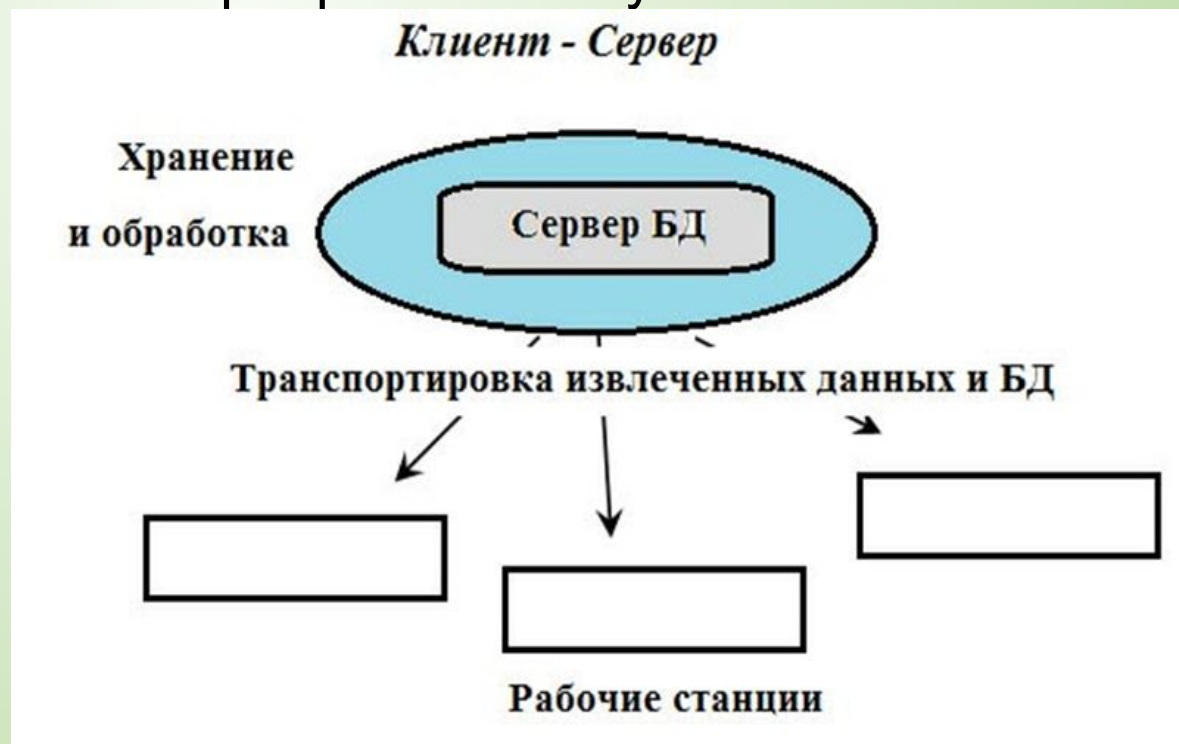 Клиент - Сервер
Хранение
и обработка
Сервер БД
Транспортировка извлеченных данных и БД
Рабочие станции